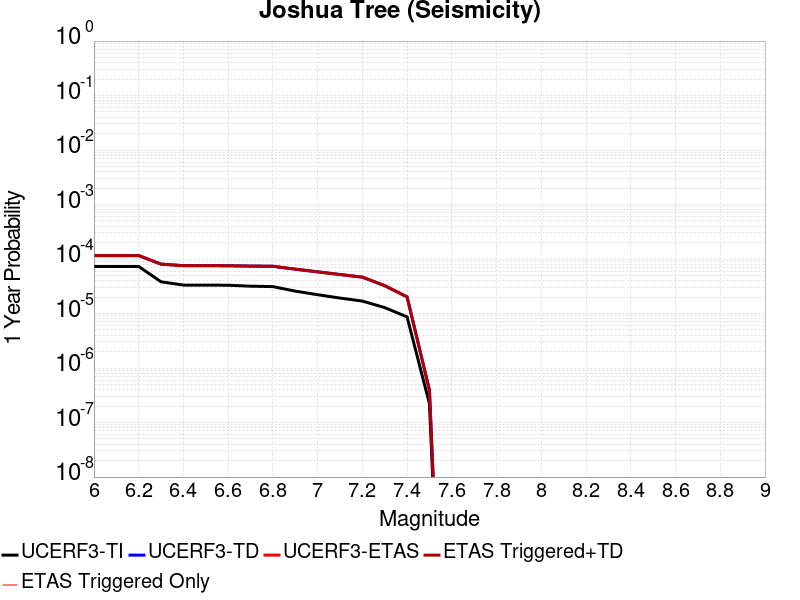 Joshua Tree (Seismicity)
10 0
10 -1
10 -2
10 -3
10 -4
10 -5
10 -6
10 -7
10 -8
1 Year Probability
6 6.2 6.4 6.6 6.8 7 7.2 7.4 7.6 7.8 8 8.2 8.4 8.6 8.8 9
Magnitude
UCERF3-TI UCERF3-TD UCERF3-ETAS ETAS Triggered+TD
ETAS Triggered Only